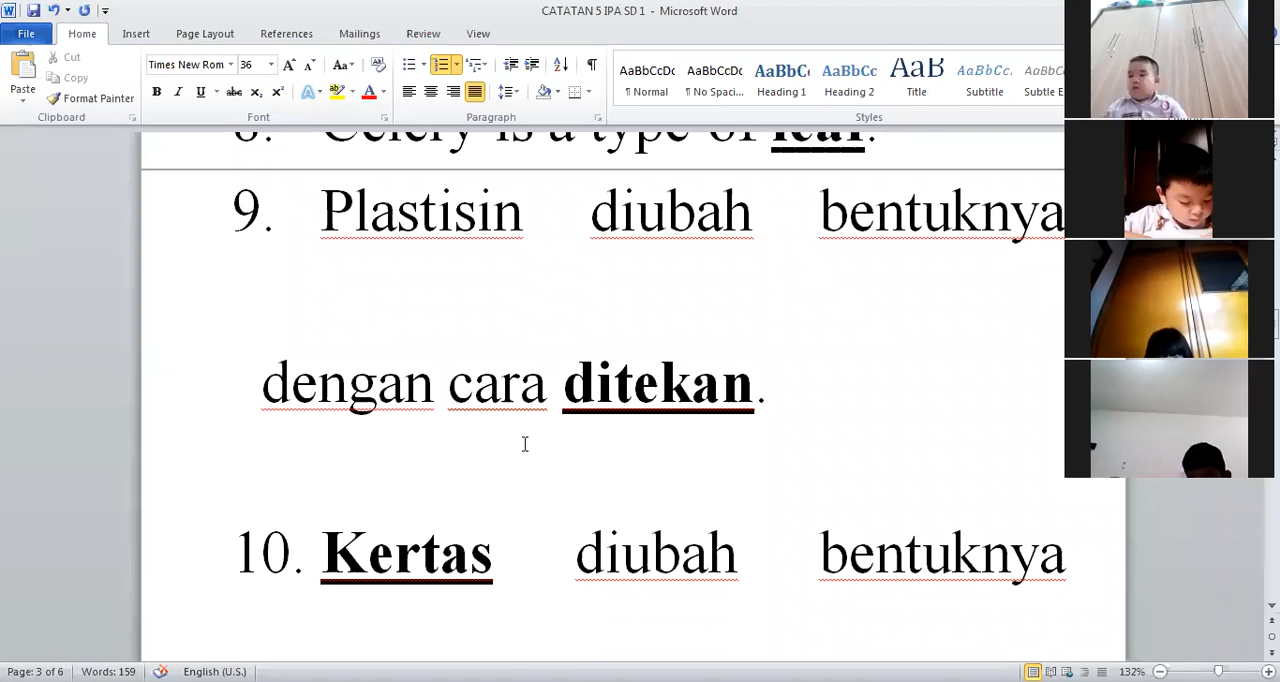 CATATAN 5 IPA SD 1 - Microsoft Word
File Home Insert Page Layout References Mailings Review View
Cut
Copy
Format Painter
Paste
Times New Rom 36
AaBbCcDc AaBbCcDc AaBbC AaBbCc AaB AaBbCc. AaBbCcD
¶ Normal ¶ No Spaci... Heading 1 Heading 2 Title Subtitle Subtle E
Clipboard Font Paragraph Styles
8. Celery is a type of leaf.
9. Plastisin diubah bentuknya
dengan cara ditekan.
10. Kertas diubah bentuknya
Page: 3 of 6 Words: 159 English (U.S.) 132%